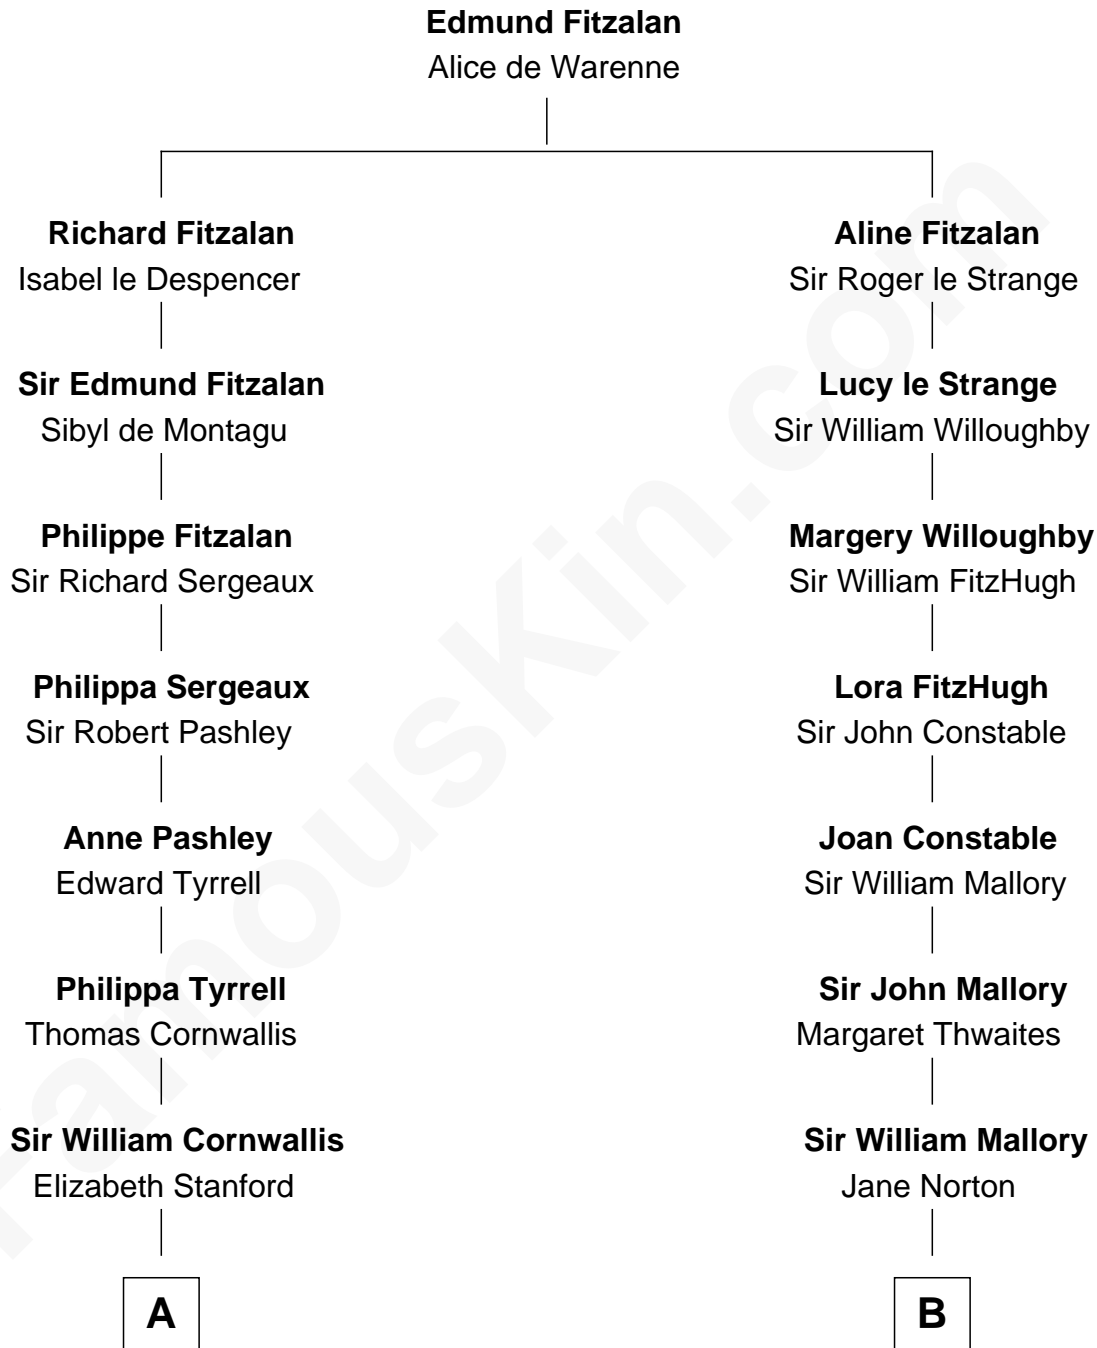 Edmund Fitzalan
Alice de Warenne
Richard Fitzalan
Isabel le Despencer
Sir Edmund Fitzalan
Sibyl de Montagu
Philippe Fitzalan
Sir Richard Sergeaux
Philippa Sergeaux
Sir Robert Pashley
Anne Pashley
Edward Tyrrell
Philippa Tyrrell
Thomas Cornwallis
Sir William Cornwallis
Elizabeth Stanford
A
Aline Fitzalan
Sir Roger le Strange
Lucy le Strange
Sir William Willoughby
Margery Willoughby
Sir William FitzHugh
Lora FitzHugh
Sir John Constable
Joan Constable
Sir William Mallory
Sir John Mallory
Margaret Thwaites
Sir William Mallory
Jane Norton
B
FamousKin.com